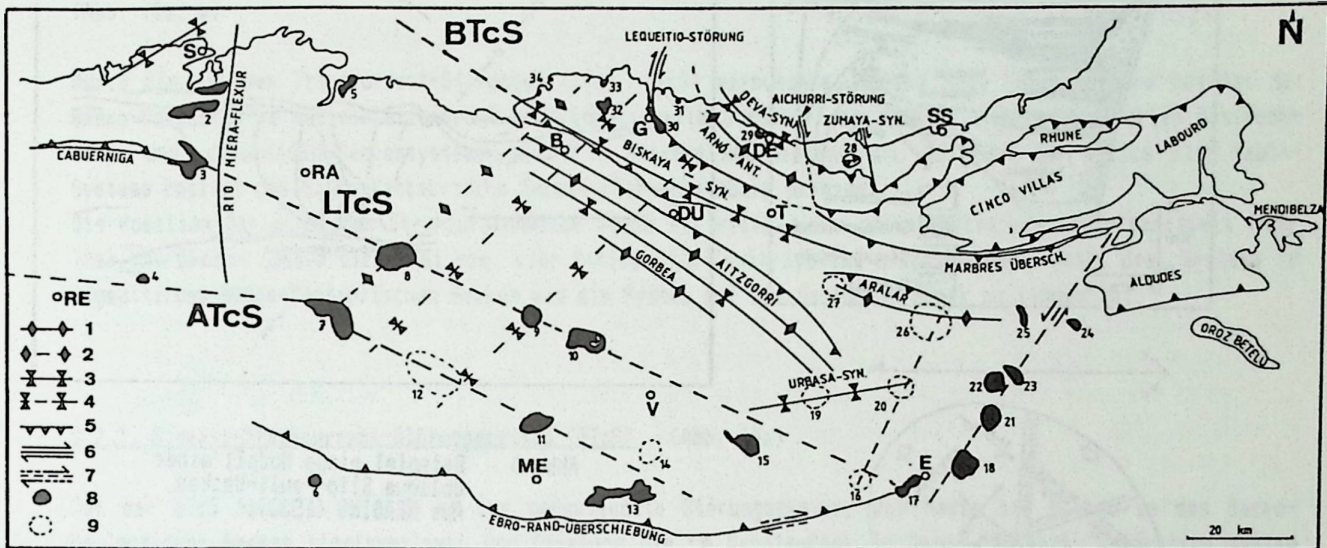 BTcS
LEQUEITIO-STÖRUNG
N
S
34
33
DEVA-SYN.
AICHURRI-STÖRUNG
5
32
31
ZUMAYA-SYN.
SS
2
G
30
29
ARNO-ANT.
DE
28
RHUNE
LABOURD
B
BISKAYA SYN.
CABUERNIGA
3
RIO/MIERA-FLEXUR
RA
CINCO VILLAS
LTcS
DU
T
MENDIBELZA
MARBRES ÜBERSCH.
4
8
GORBEA
AITZGORRI
ARALAR
ALDUDES
RE
27
ATcS
7
9
26
25
24
OROZ BETELU
10
1
2
12
URBASA-SYN.
22
23
3
V
19
20
4
11
21
5
14
15
6
ME
E
18
7
6
16
17
8
13
9
EBRO-RAND-ÜBERSCHIEBUNG
20 km